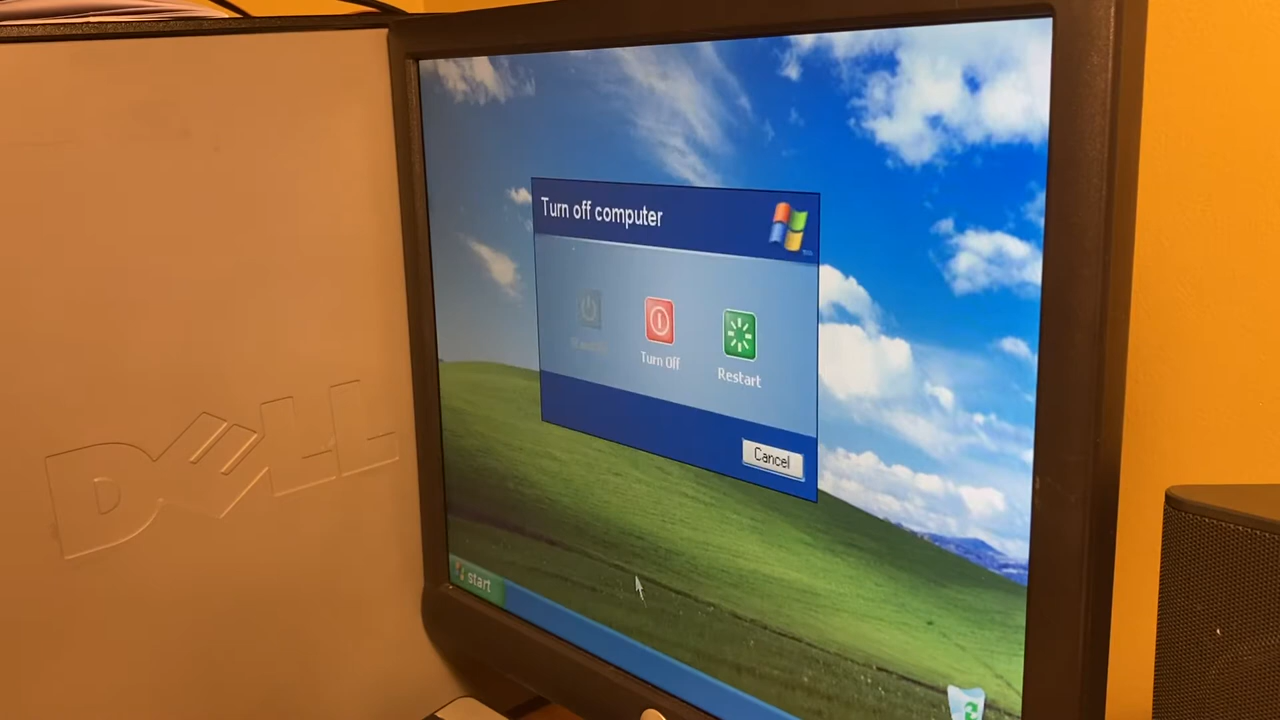 Turn off computer
Turn Off
Restart
Cancel
DELL
start